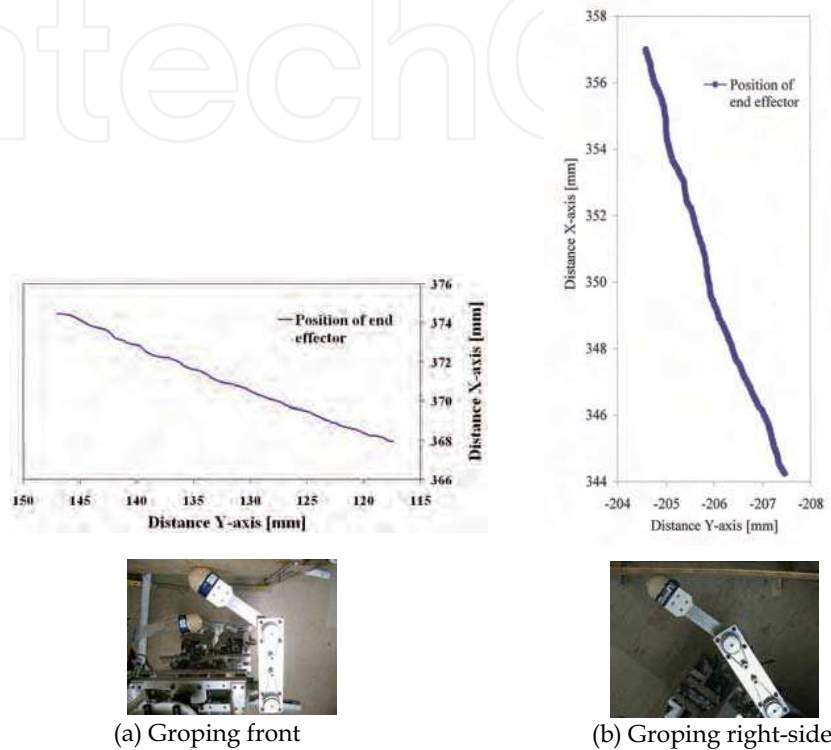 ntech
Position of end
effector
376
374
372
370
368
366
Distance X-axis [mm]
150 145 140 135 130 125 120 115
Distance Y-axis [mm]
(a) Groping front
358
356
354
352
350
348
346
344
Distance X-axis [mm]
Position of
end effector
-204 -205 -206 -207 -208
Distance Y-axis [mm]
(b) Groping right-side